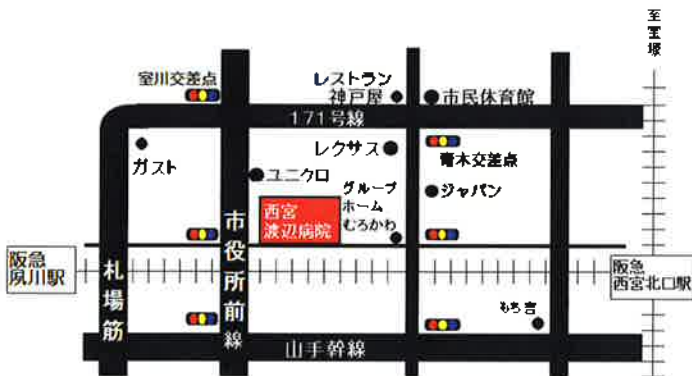 至宝塚
室川交差点
レストラン
神戸屋
市民体育館
171号線
ガスト
レクサス
青木交差点
ユニクロ
グループ
ホーム
むろかわ
ジャパン
西宮
渡辺病院
市役所前線
阪急
夙川駅
札場筋
阪急
西宮北口駅
もち吉
山手幹線